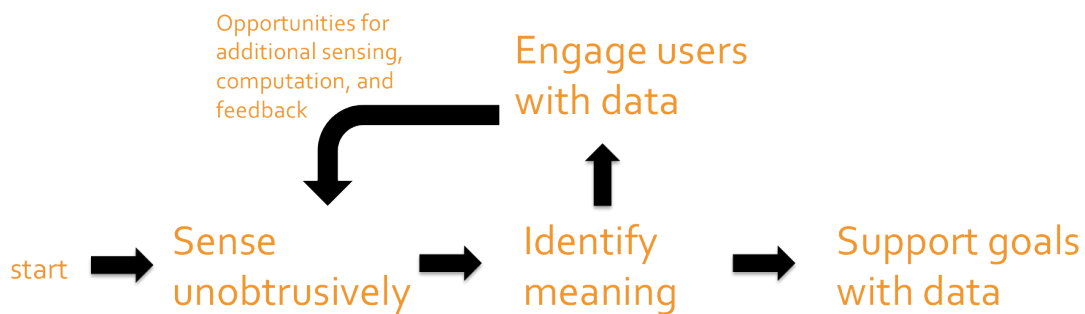 Opportunities for
additional sensing,
computation, and
feedback
Engage users
with data
start
Sense
unobtrusively
Identify
meaning
Support goals
with data